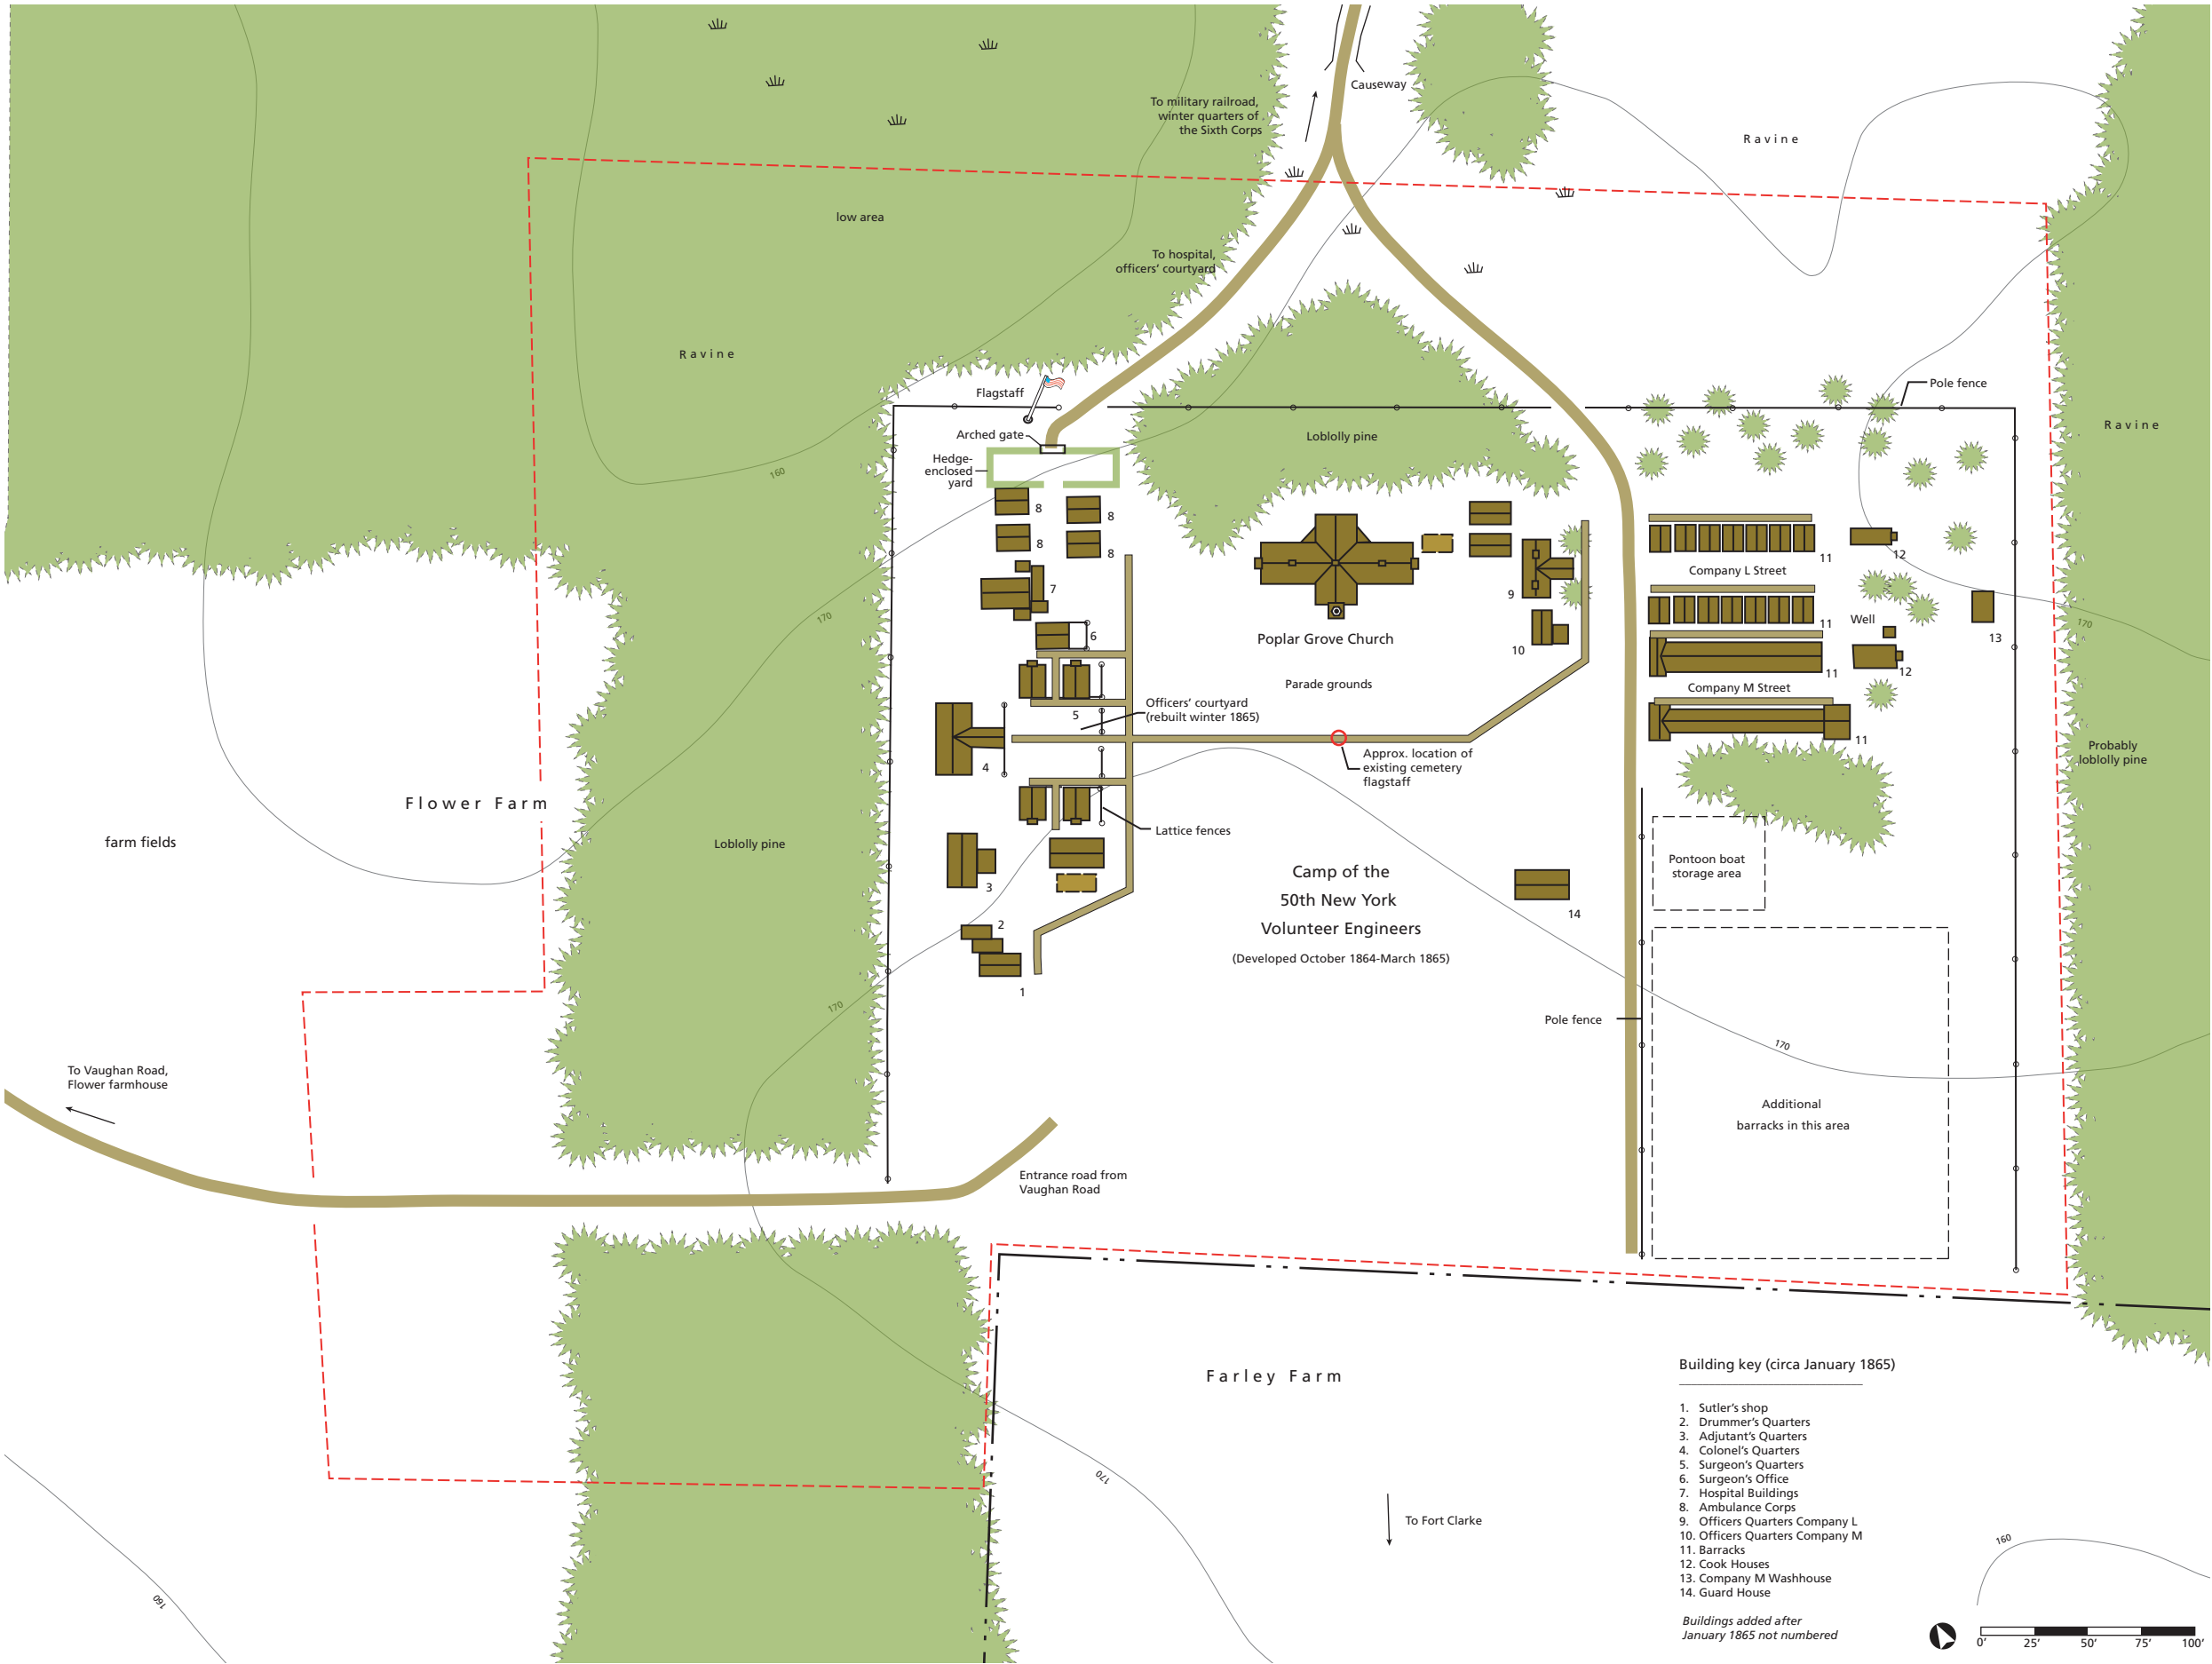 Causeway
To military railroad,
winter quarters of
the Sixth Corps
Ravine
low area
To hospital,
officers' courtyard
Ravine
Flagstaff
Pole fence
Ravine
Arched gate
Loblolly pine
Hedge-
enclosed
yard
160
8
8
8
8
11
12
Company L Street
7
9
170
Well
11
170
6
Poplar Grove Church
10
13
11
12
Parade grounds
Company M Street
Officers' courtyard
(rebuilt winter 1865)
5
11
4
Approx. location of
existing cemetery
flagstaff
Probably
loblolly pine
Flower Farm
Lattice fences
farm fields
Loblolly pine
Pontoon boat
storage area
3
Camp of the
50th New York
Volunteer Engineers
(Developed October 1864-March 1865)
14
2
1
170
Pole fence
170
To Vaughan Road,
Flower farmhouse
Additional
barracks in this area
Entrance road from
Vaughan Road
Farley Farm
170
To Fort Clarke
160
Building key (circa January 1865)
1. Sutler's shop
2. Drummer's Quarters
3. Adjutant's Quarters
4. Colonel's Quarters
5. Surgeon's Quarters
6. Surgeon's Office
7. Hospital Buildings
8. Ambulance Corps
9. Officers Quarters Company L
10. Officers Quarters Company M
11. Barracks
12. Cook Houses
13. Company M Washhouse
14. Guard House
Buildings added after
January 1865 not numbered
160
0' 25' 50' 75' 100'